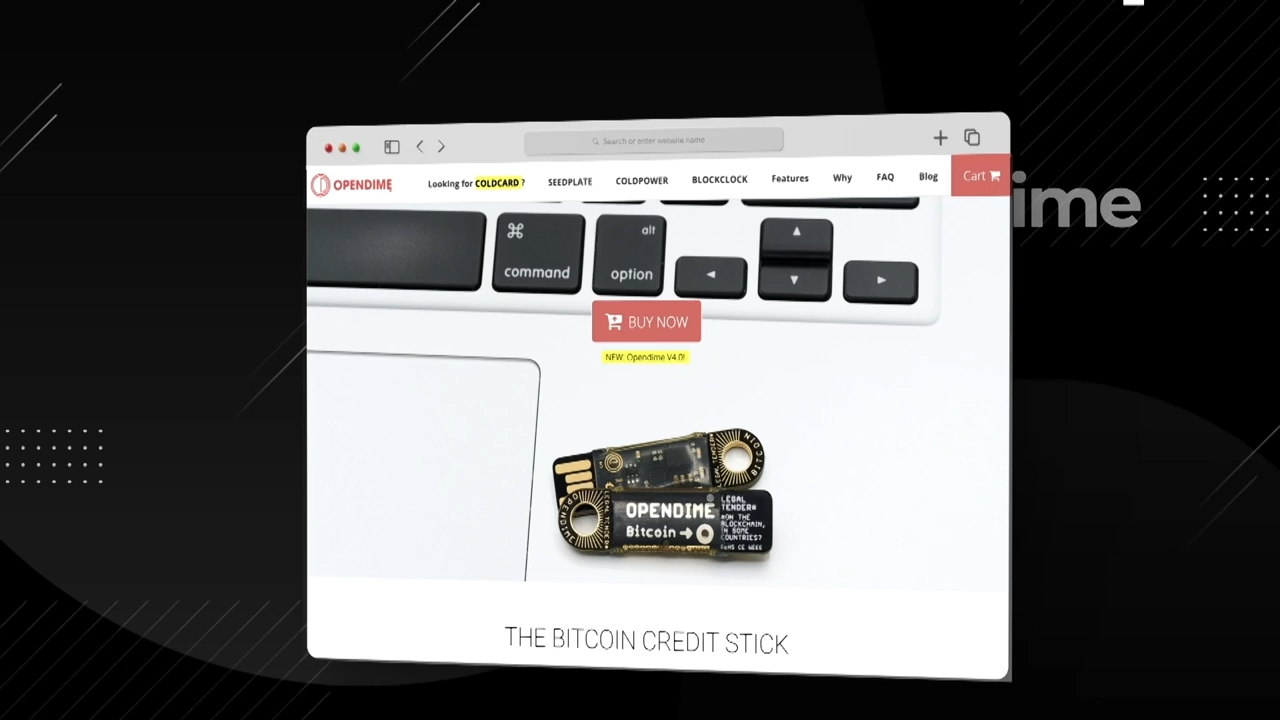 Search or enter website name
OPENDIME
Looking for COLDCARD ?
SEEDPLATE
COLDPOWER
BLOCKCLOCK
Features
Why
FAQ
Blog
Cart
ime
command
alt
option
BUY NOW
NEW: Opendime V4.0!
OPENDIME
Bitcoin
LEGAL
TENDER
ON THE
BLOCKCHAIN,
IN SOME
COUNTRIES?
OPENDIME
THE BITCOIN CREDIT STICK